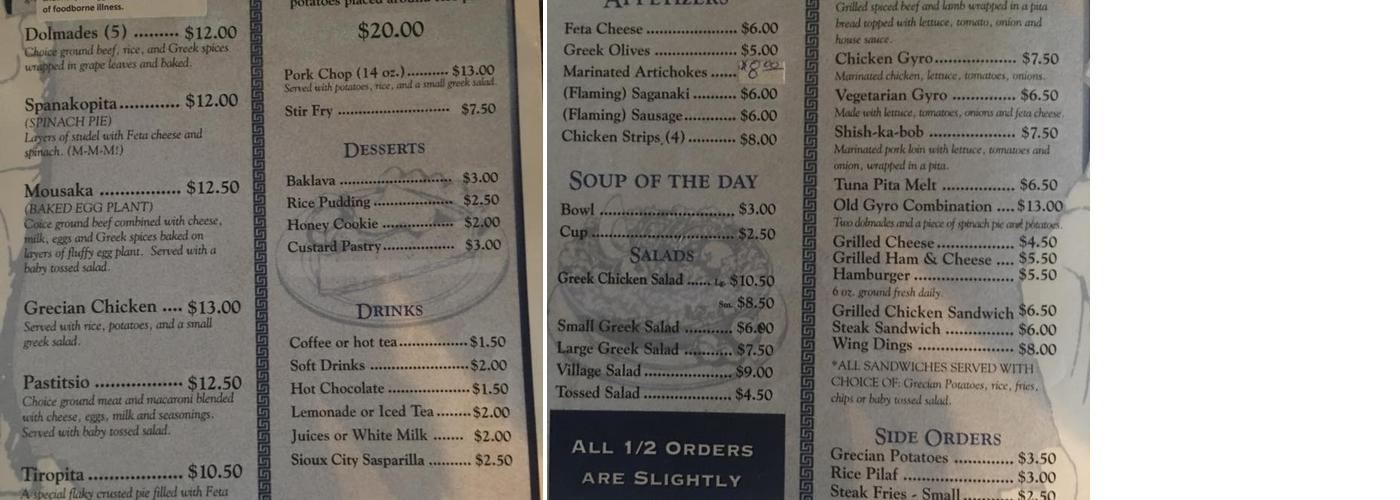 of foodborne illness.
Dolmades (5) ......... $12.00
Choice ground beef, rice, and Greek spices
wrapped in grape leaves and baked.
Spanakopita ............ $12.00
(SPINACH PIE)
Layers of studel with Feta cheese and
spinach. (M-M-M!)
Mousaka ................ $12.50
(BAKED EGG PLANT)
Coice ground beef combined with cheese,
milk, eggs and Greek spices baked on
layers of fluffy egg plant. Served with a
baby tossed salad.
Grecian Chicken .... $13.00
Served with rice, potatoes, and a small
greek salad.
Pastitsio .................. $12.50
Choice ground meat and macaroni blended
with cheese, eggs, milk and seasonings.
Served with baby tossed salad.
Tiropita .................... $10.50
A special flaky crusted pie filled with Feta
potatoes placed around
$20.00
Pork Chop (14 oz.) .......... $13.00
Served with potatoes, rice, and a small greek salad.
Stir Fry ............................ $7.50
DESSERTS
Baklava ............................ $3.00
Rice Pudding .................... $2.50
Honey Cookie .................. $2.00
Custard Pastry .................. $3.00
DRINKS
Coffee or hot tea ............... $1.50
Soft Drinks ...................... $2.00
Hot Chocolate .................. $1.50
Lemonade or Iced Tea ........ $2.00
Juices or White Milk ....... $2.00
Sioux City Sasparilla .......... $2.50
APPETIZERS
Feta Cheese ...................... $6.00
Greek Olives ..................... $5.00
Marinated Artichokes ...... $8.00
(Flaming) Saganaki ........... $6.00
(Flaming) Sausage ............. $6.00
Chicken Strips (4) ........... $8.00
SOUP OF THE DAY
Bowl ................................ $3.00
Cup ................................. $2.50
SALADS
Greek Chicken Salad ...... Lg. $10.50
Sm. $8.50
Small Greek Salad ............ $6.00
Large Greek Salad ............ $7.50
Village Salad ..................... $9.00
Tossed Salad ..................... $4.50
ALL 1/2 ORDERS
ARE SLIGHTLY
Grilled spiced beef and lamb wrapped in a pita
bread topped with lettuce, tomato, onion and
house sauce.
Chicken Gyro ................... $7.50
Marinated chicken, lettuce, tomatoes, onions.
Vegetarian Gyro ............... $6.50
Made with lettuce, tomatoes, onions and feta cheese.
Shish-ka-bob .................... $7.50
Marinated pork loin with lettuce, tomatoes and
onion, wrapped in a pita.
Tuna Pita Melt ................. $6.50
Old Gyro Combination .... $13.00
Two dolmades and a piece of spinach pie and potatoes.
Grilled Cheese .................. $4.50
Grilled Ham & Cheese .... $5.50
Hamburger ....................... $5.50
6 oz. ground fresh daily.
Grilled Chicken Sandwich $6.50
Steak Sandwich ................ $6.00
Wing Dings ...................... $8.00
*ALL SANDWICHES SERVED WITH
CHOICE OF: Grecian Potatoes, rice, fries,
chips or baby tossed salad.
SIDE ORDERS
Grecian Potatoes .............. $3.50
Rice Pilaf ......................... $3.00
Steak Fries - Small ............ $2.50